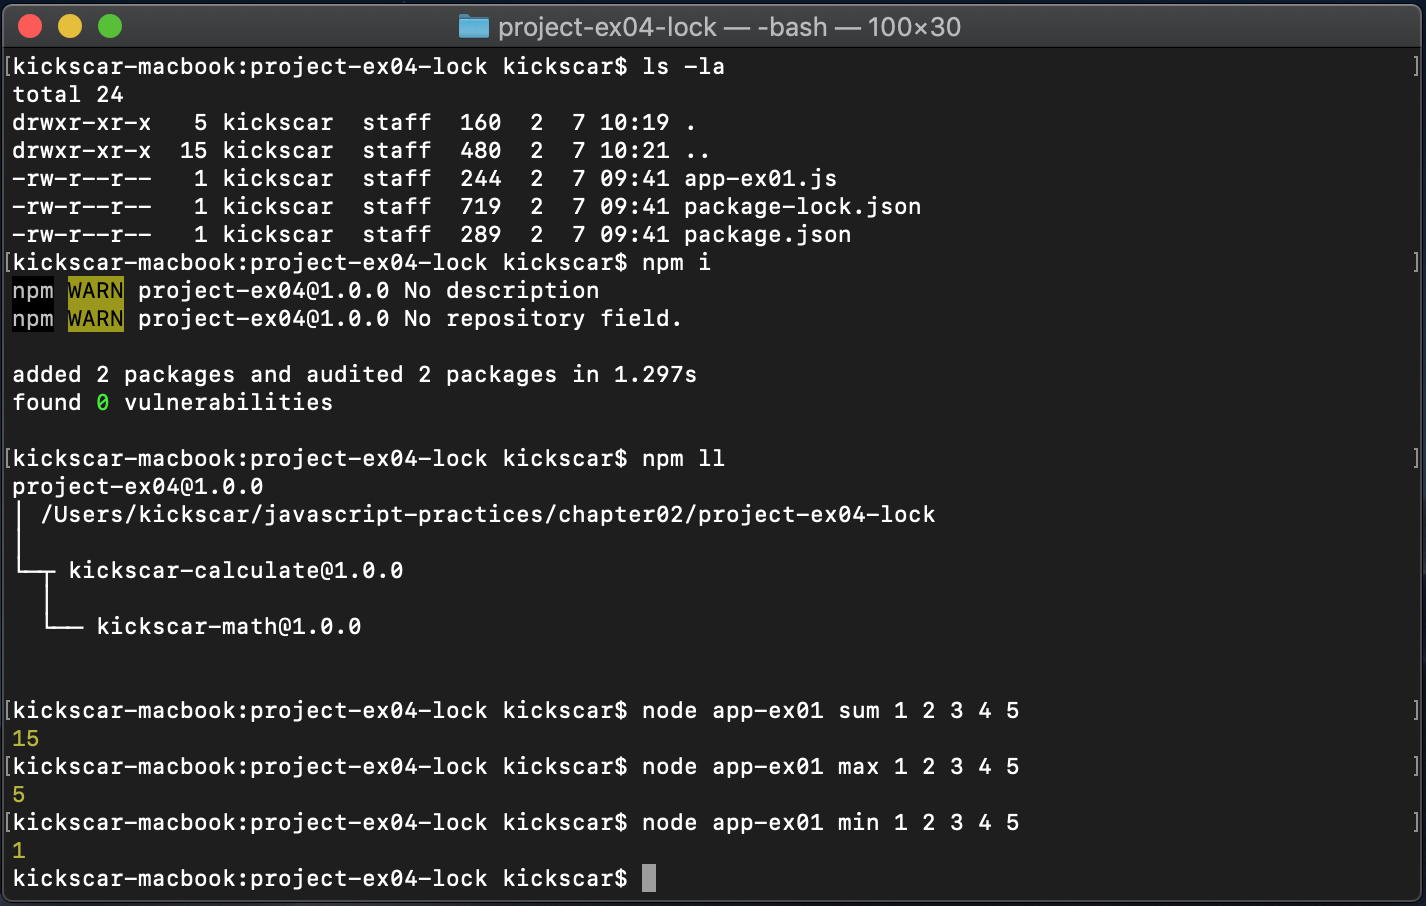 project-ex04-lock — -bash — 100×30
[kickscar-macbook:project-ex04-lock kickscar$ ls -la ]
total 24
drwxr-xr-x   5 kickscar  staff  160  2  7 10:19 .
drwxr-xr-x  15 kickscar  staff  480  2  7 10:21 ..
-rw-r--r--   1 kickscar  staff  244  2  7 09:41 app-ex01.js
-rw-r--r--   1 kickscar  staff  719  2  7 09:41 package-lock.json
-rw-r--r--   1 kickscar  staff  289  2  7 09:41 package.json
[kickscar-macbook:project-ex04-lock kickscar$ npm i ]
npm WARN project-ex04@1.0.0 No description
npm WARN project-ex04@1.0.0 No repository field.
added 2 packages and audited 2 packages in 1.297s
found 0 vulnerabilities
[kickscar-macbook:project-ex04-lock kickscar$ npm ll ]
project-ex04@1.0.0
│ /Users/kickscar/javascript-practices/chapter02/project-ex04-lock
│
└─┬ kickscar-calculate@1.0.0
  │
  └── kickscar-math@1.0.0
[kickscar-macbook:project-ex04-lock kickscar$ node app-ex01 sum 1 2 3 4 5 ]
15
[kickscar-macbook:project-ex04-lock kickscar$ node app-ex01 max 1 2 3 4 5 ]
5
[kickscar-macbook:project-ex04-lock kickscar$ node app-ex01 min 1 2 3 4 5 ]
1
kickscar-macbook:project-ex04-lock kickscar$